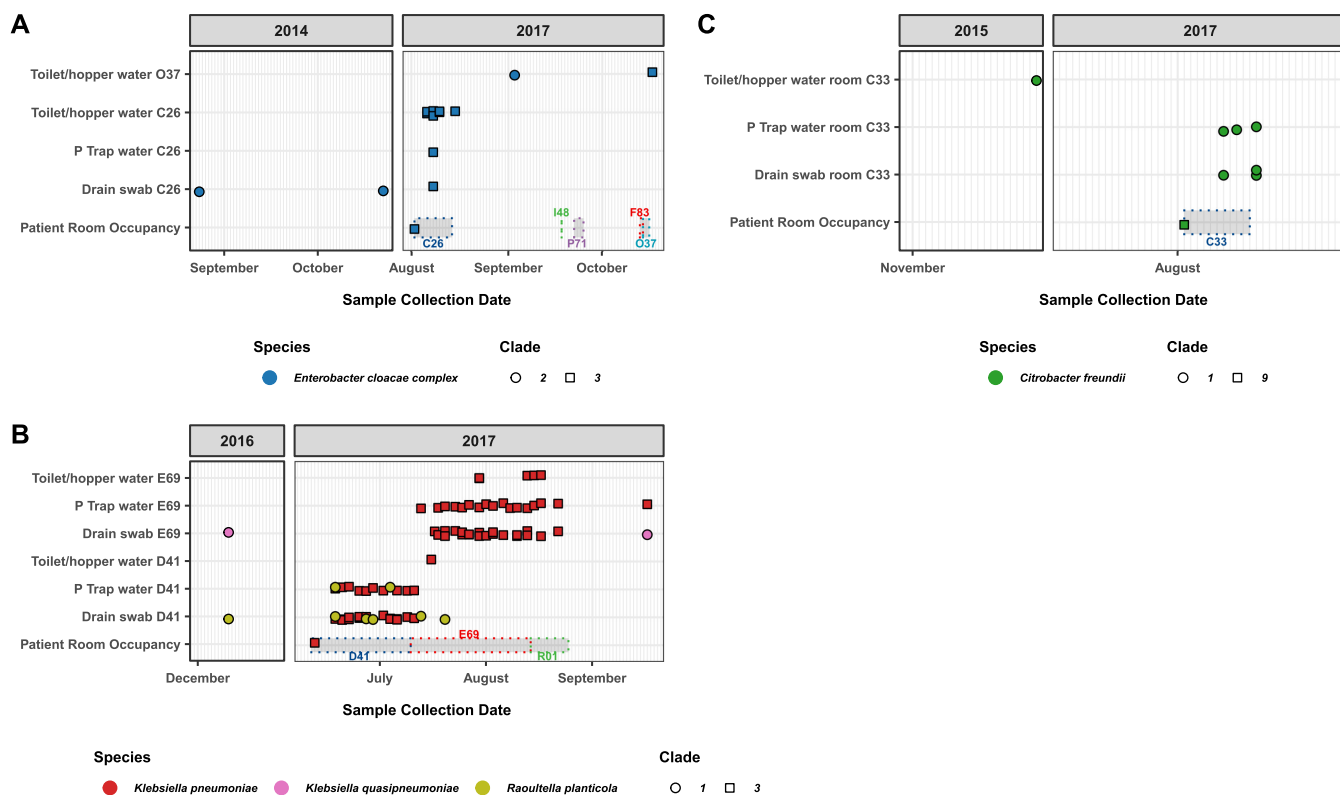 A
2014
2017
Toilet/hopper water O37
Toilet/hopper water C26
P Trap water C26
Drain swab C26
Patient Room Occupancy
I48
F83
C26
P71
O37
September
October
August
September
October
Sample Collection Date
Species
Clade
Enterobacter cloacae complex
2
3
C
2015
2017
Toilet/hopper water room C33
P Trap water room C33
Drain swab room C33
Patient Room Occupancy
C33
November
August
Sample Collection Date
Species
Clade
Citrobacter freundii
1
9
B
2016
2017
Toilet/hopper water E69
P Trap water E69
Drain swab E69
Toilet/hopper water D41
P Trap water D41
Drain swab D41
Patient Room Occupancy
E69
D41
R01
December
July
August
September
Sample Collection Date
Species
Clade
Klebsiella pneumoniae
Klebsiella quasipneumoniae
Raoultella planticola
1
3